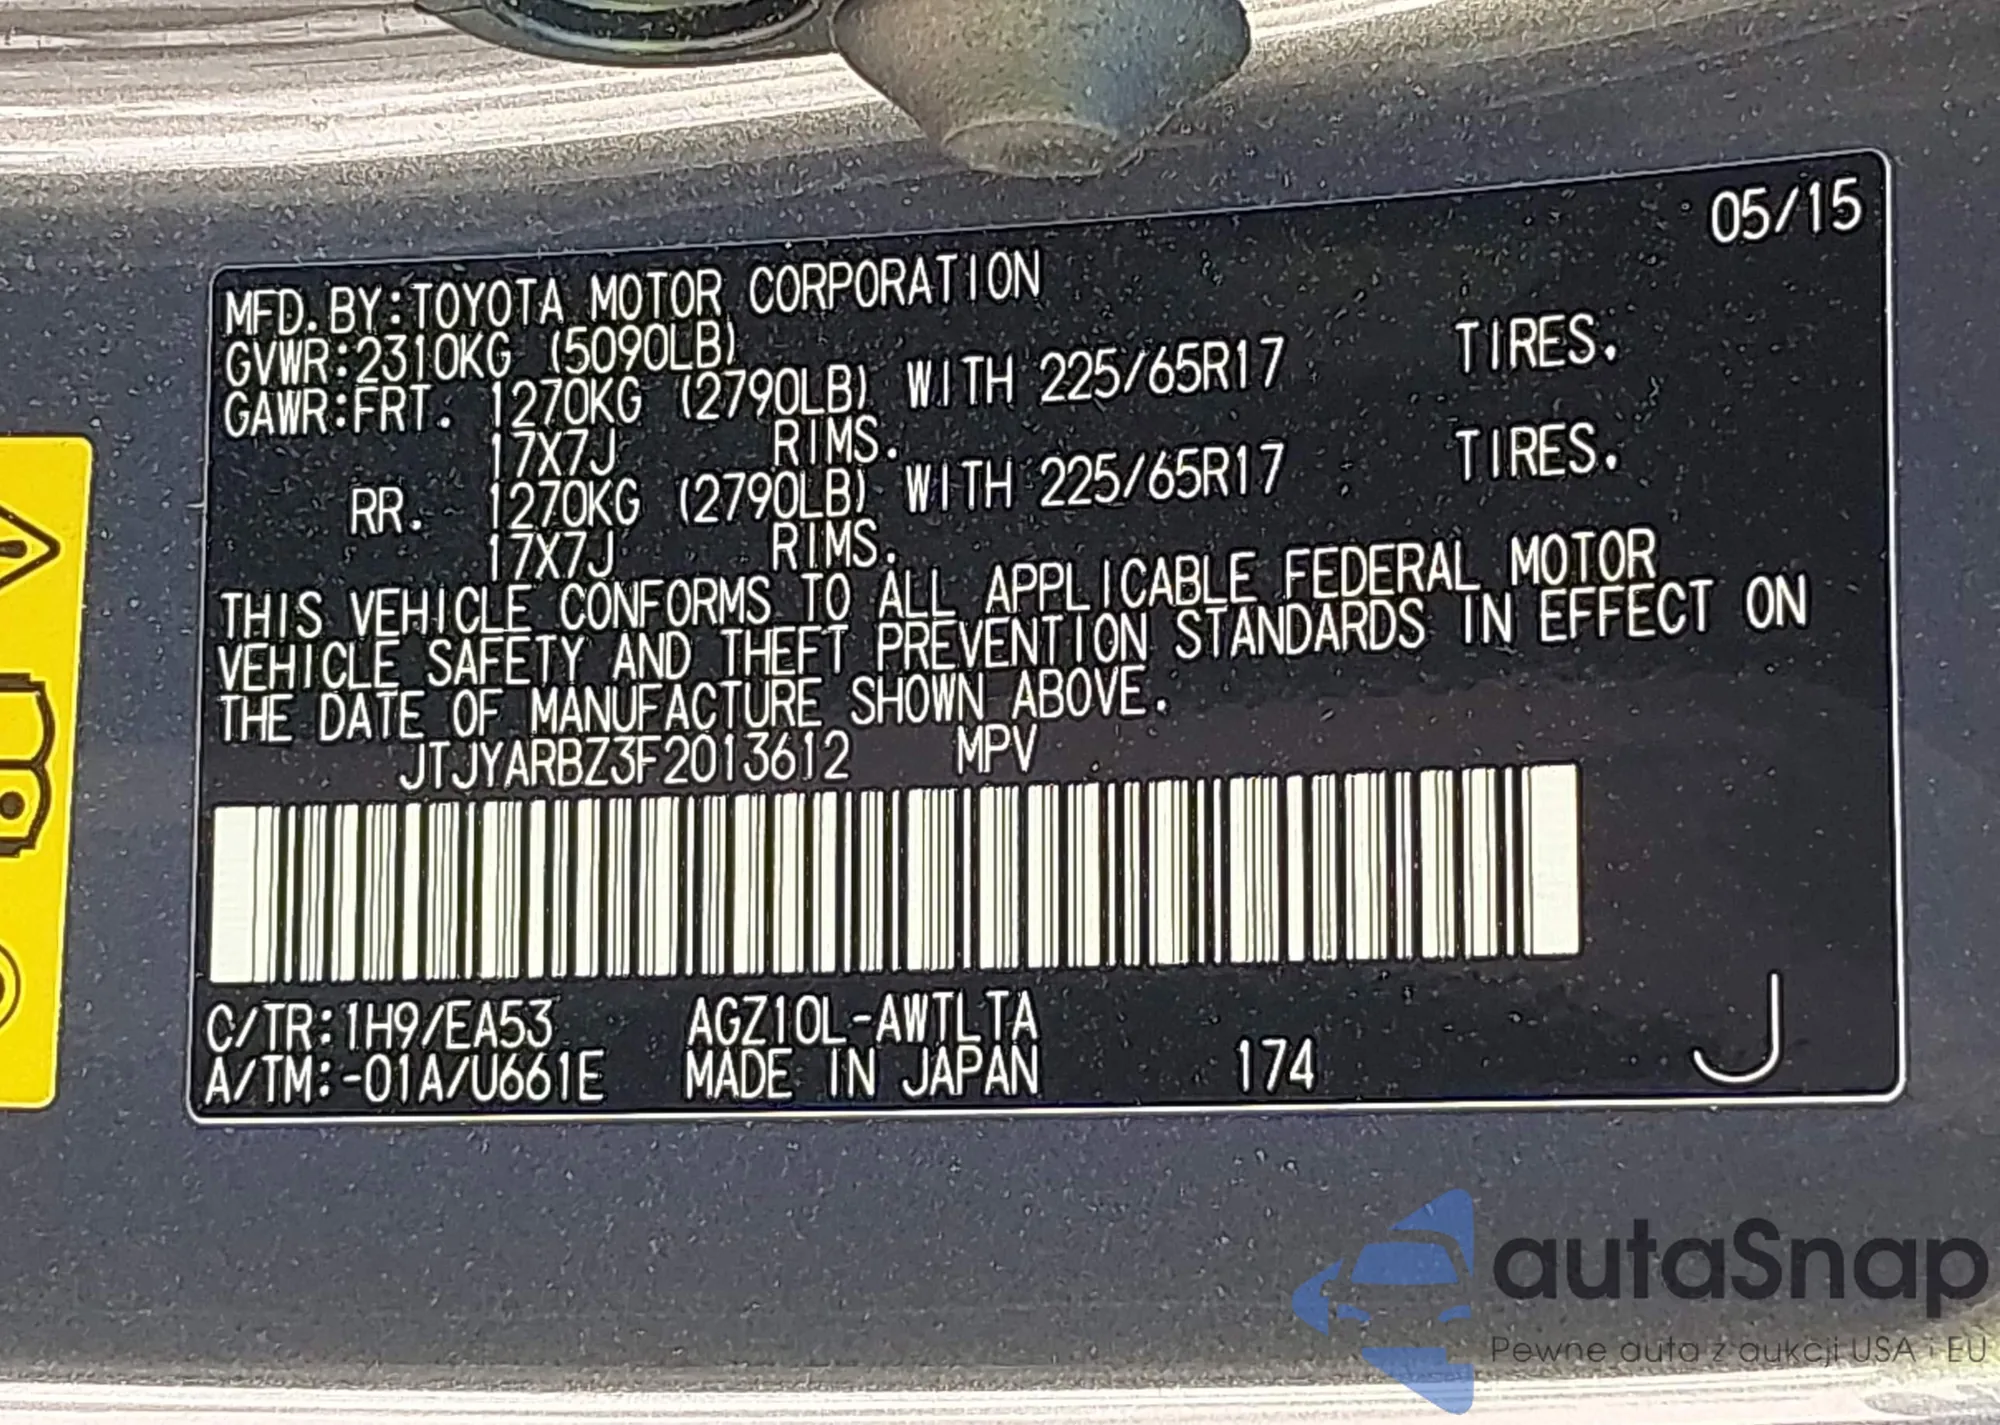 05/15
MFD. BY:TOYOTA MOTOR CORPORATION
GVWR:2310KG (5090LB)
GAWR:FRT. 1270KG (2790LB) WITH 225/65R17 TIRES.
17X7J RIMS.
RR. 1270KG (2790LB) WITH 225/65R17 TIRES.
17X7J RIMS.
THIS VEHICLE CONFORMS TO ALL APPLICABLE FEDERAL MOTOR
VEHICLE SAFETY AND THEFT PREVENTION STANDARDS IN EFFECT ON
THE DATE OF MANUFACTURE SHOWN ABOVE.
JTJYARBZ3F2013612 MPV
C/TR:1H9/EA53 AGZ10L-AWTLTA
A/TM:-01A/U661E MADE IN JAPAN 174 J
autaSnap
Pewne auta z aukcji USA i EU